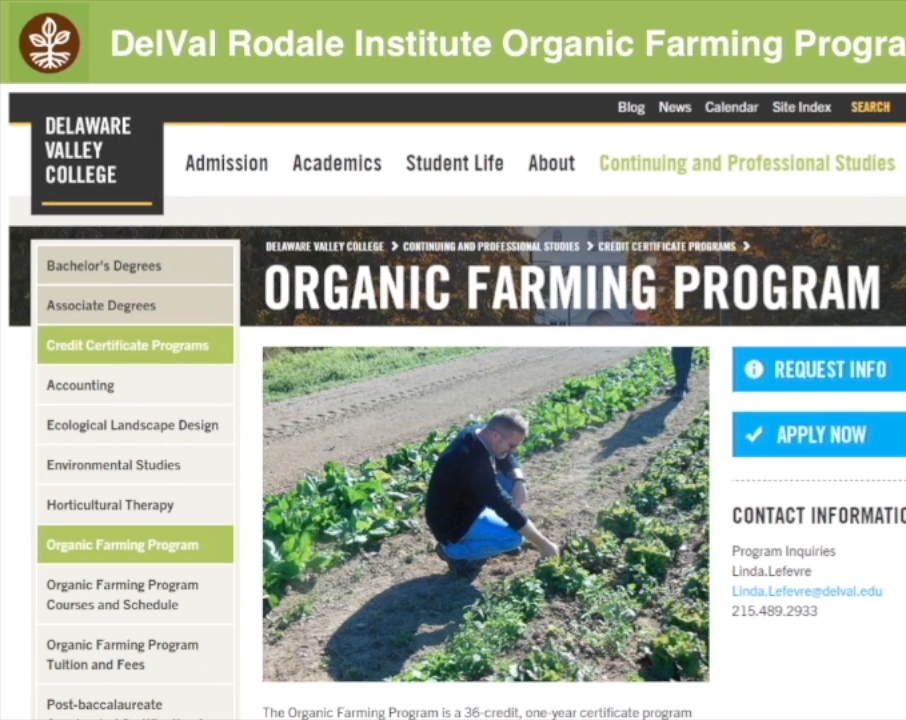 DelVal Rodale Institute Organic Farming Progra
Blog News Calendar Site Index SEARCH
DELAWARE
VALLEY
COLLEGE
Admission Academics Student Life About Continuing and Professional Studies
DELAWARE VALLEY COLLEGE > CONTINUING AND PROFESSIONAL STUDIES > CREDIT CERTIFICATE PROGRAMS >
ORGANIC FARMING PROGRAM
Bachelor's Degrees
Associate Degrees
Credit Certificate Programs
Accounting
Ecological Landscape Design
Environmental Studies
Horticultural Therapy
Organic Farming Program
Organic Farming Program
Courses and Schedule
Organic Farming Program
Tuition and Fees
Post-baccalaureate
REQUEST INFO
APPLY NOW
CONTACT INFORMATIO
Program Inquiries
Linda.Lefevre
Linda.Lefevre@delval.edu
215.489.2933
The Organic Farming Program is a 36-credit, one-year certificate program